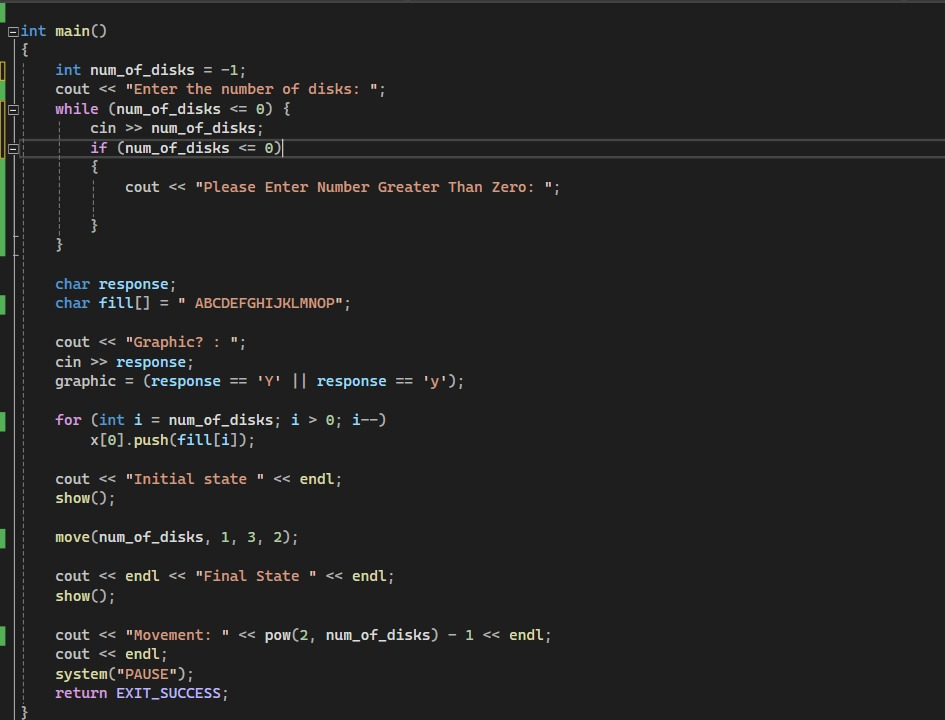 int main()
{
    int num_of_disks = -1;
    cout << "Enter the number of disks: ";
    while (num_of_disks <= 0) {
        cin >> num_of_disks;
        if (num_of_disks <= 0)
        {
            cout << "Please Enter Number Greater Than Zero: ";

        }
    }

    char response;
    char fill[] = " ABCDEFGHIJKLMNOP";

    cout << "Graphic? : ";
    cin >> response;
    graphic = (response == 'Y' || response == 'y');

    for (int i = num_of_disks; i > 0; i--)
        x[0].push(fill[i]);

    cout << "Initial state " << endl;
    show();

    move(num_of_disks, 1, 3, 2);

    cout << endl << "Final State " << endl;
    show();

    cout << "Movement: " << pow(2, num_of_disks) - 1 << endl;
    cout << endl;
    system("PAUSE");
    return EXIT_SUCCESS;
}